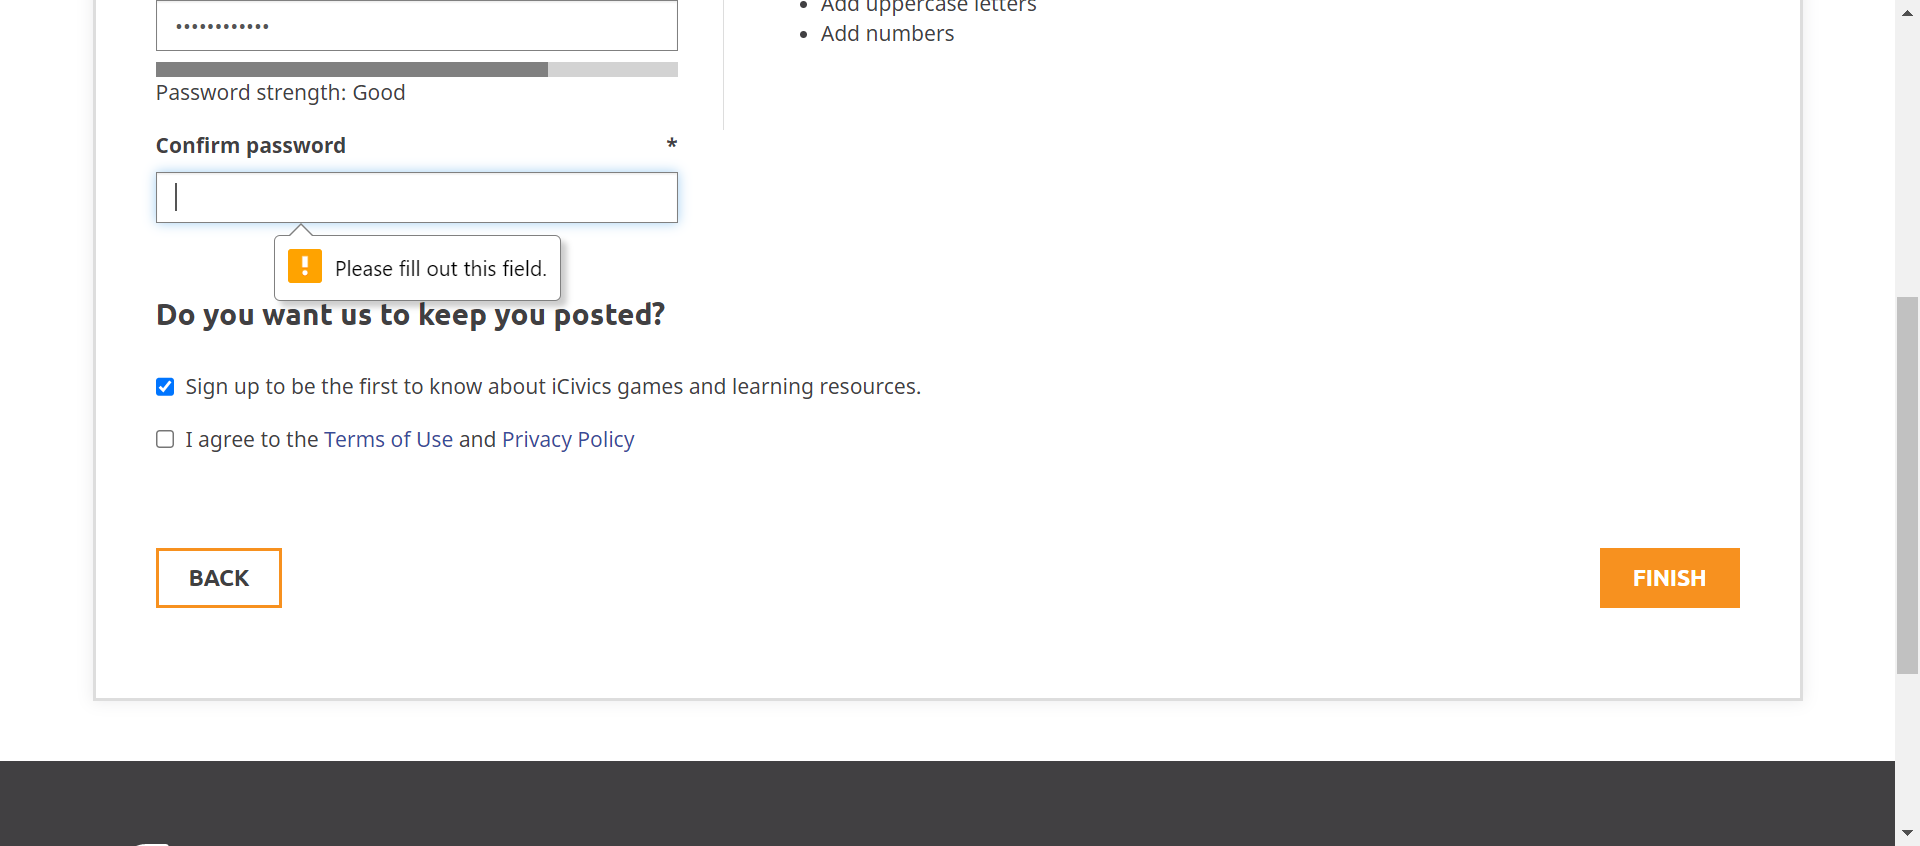 Add uppercase letters
Add numbers
••••••••••••
Password strength: Good
Confirm password *
Please fill out this field.
Do you want us to keep you posted?
Sign up to be the first to know about iCivics games and learning resources.
I agree to the Terms of Use and Privacy Policy
BACK
FINISH